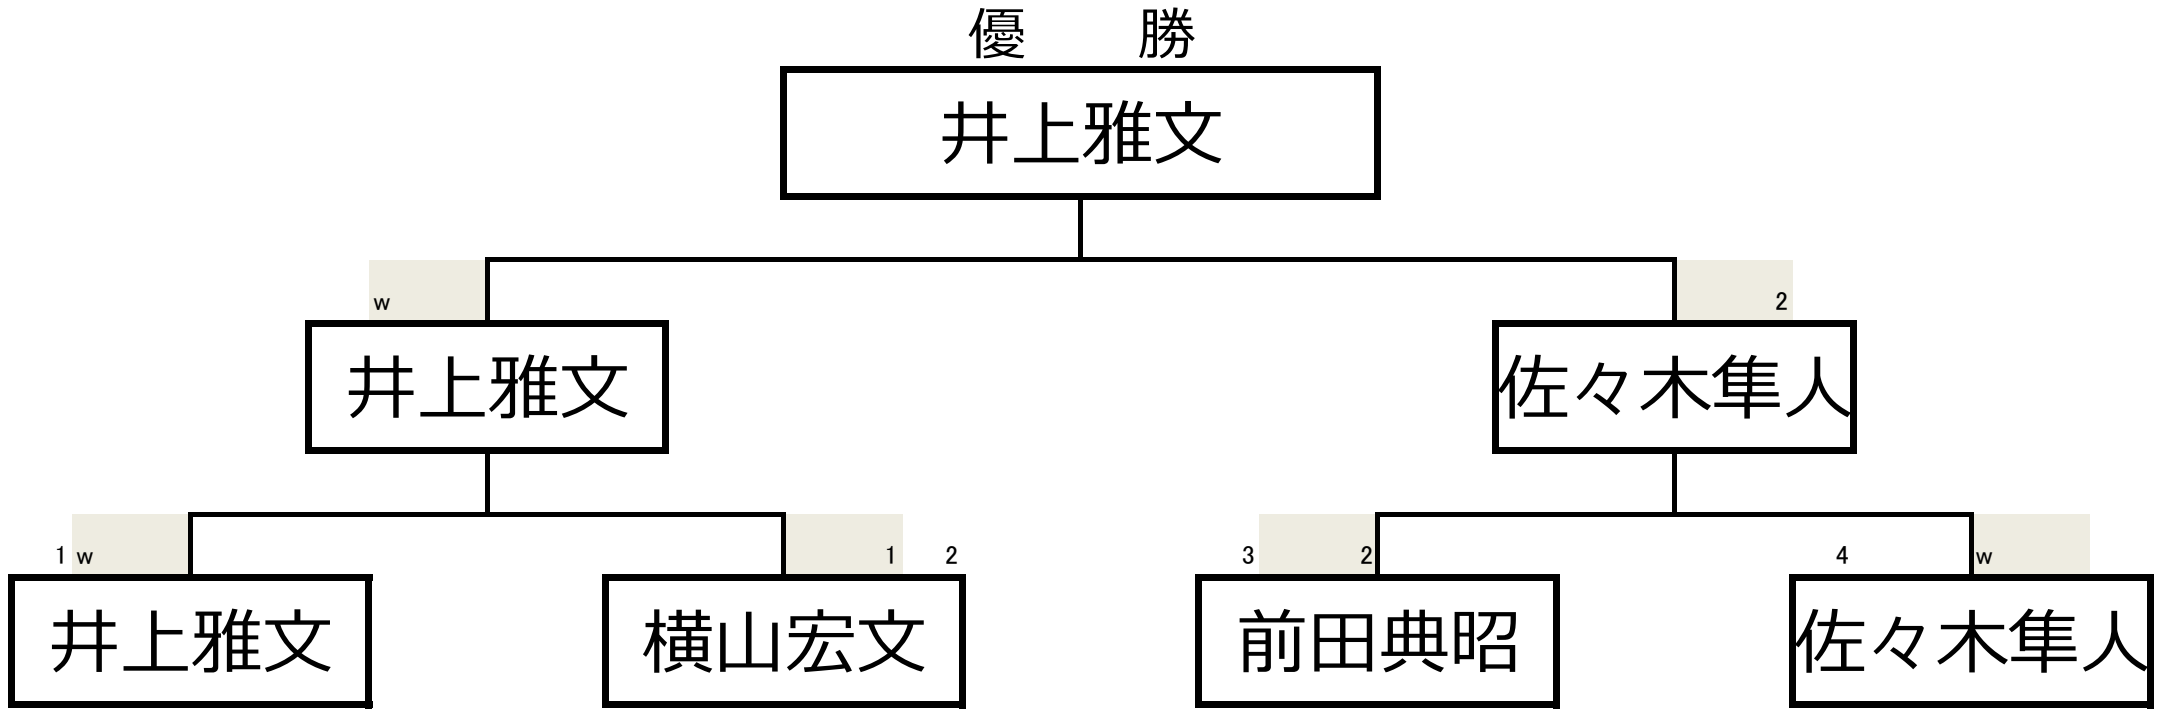 優　勝
井上雅文
w 2
井上雅文 佐々木隼人
1 w 1 2 3 2 4 w
井上雅文 横山宏文 前田典昭 佐々木隼人